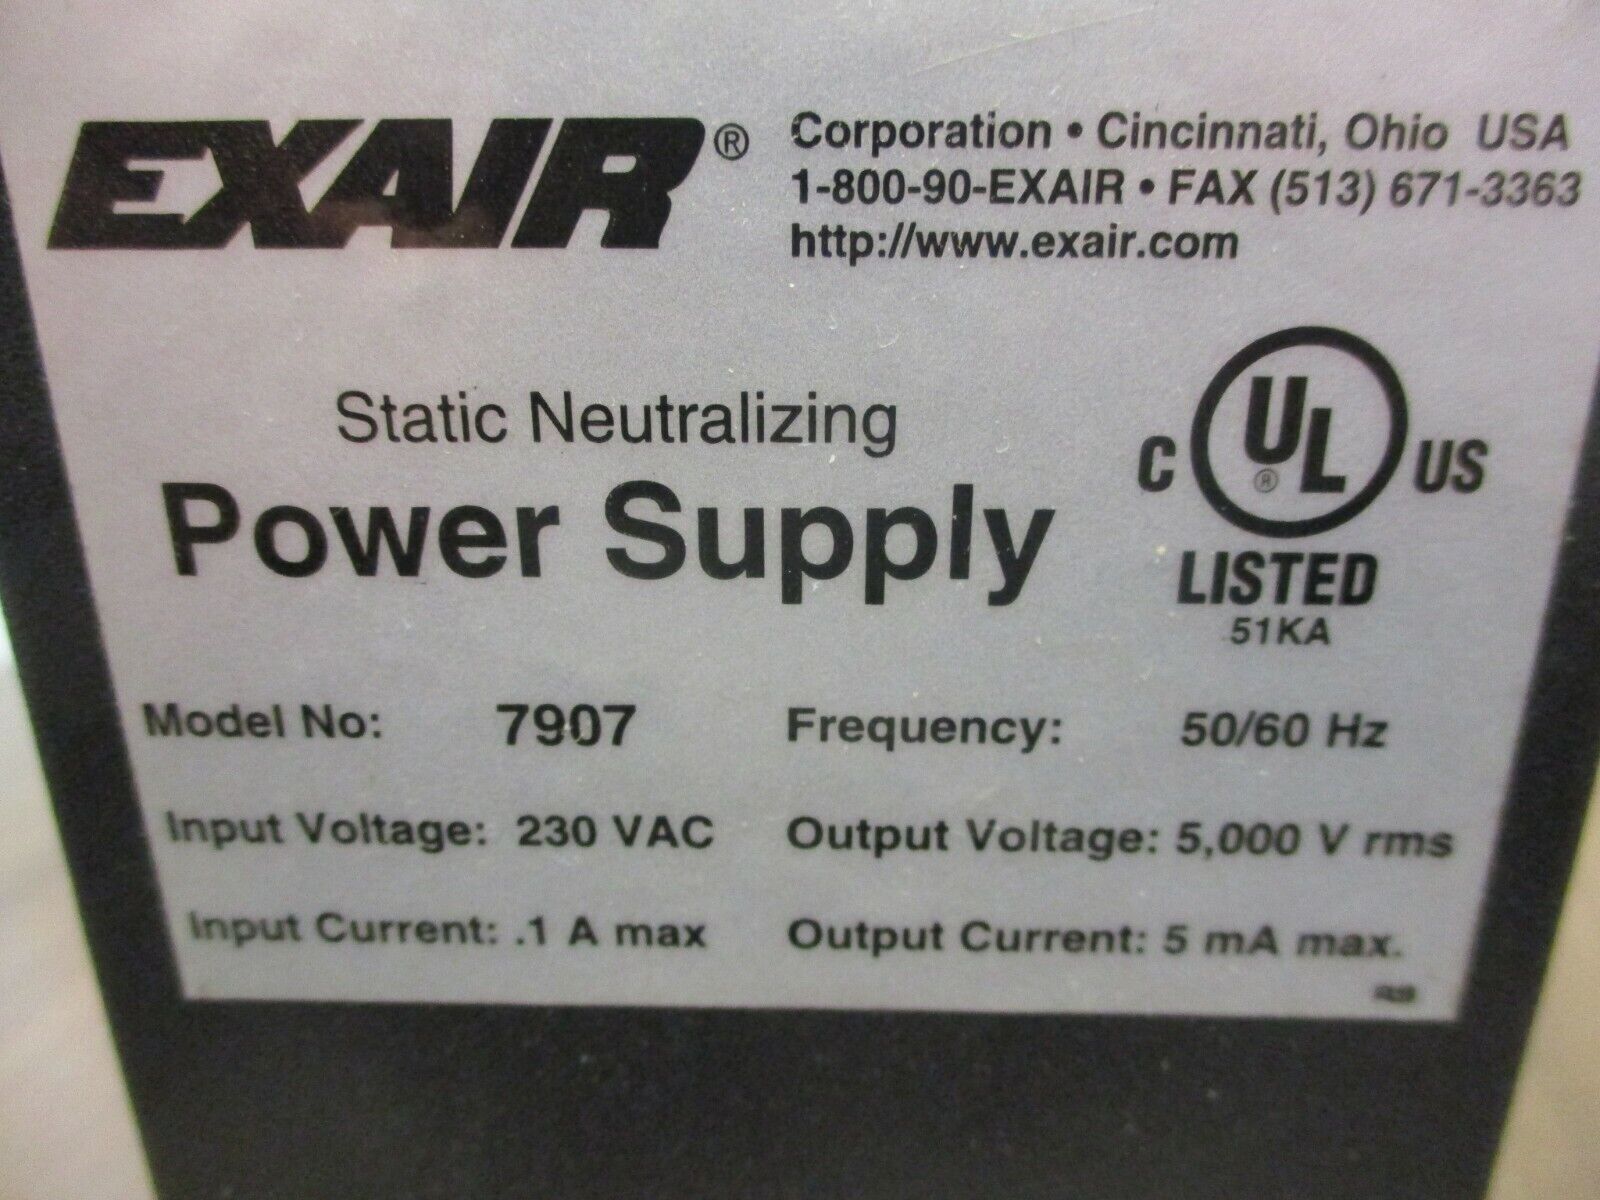 EXAIR® Corporation • Cincinnati, Ohio USA
1-800-90-EXAIR • FAX (513) 671-3363
http://www.exair.com
Static Neutralizing
Power Supply
C UL® US
LISTED
51KA
Model No: 7907 Frequency: 50/60 Hz
Input Voltage: 230 VAC Output Voltage: 5,000 V rms
Input Current: .1 A max Output Current: 5 mA max.